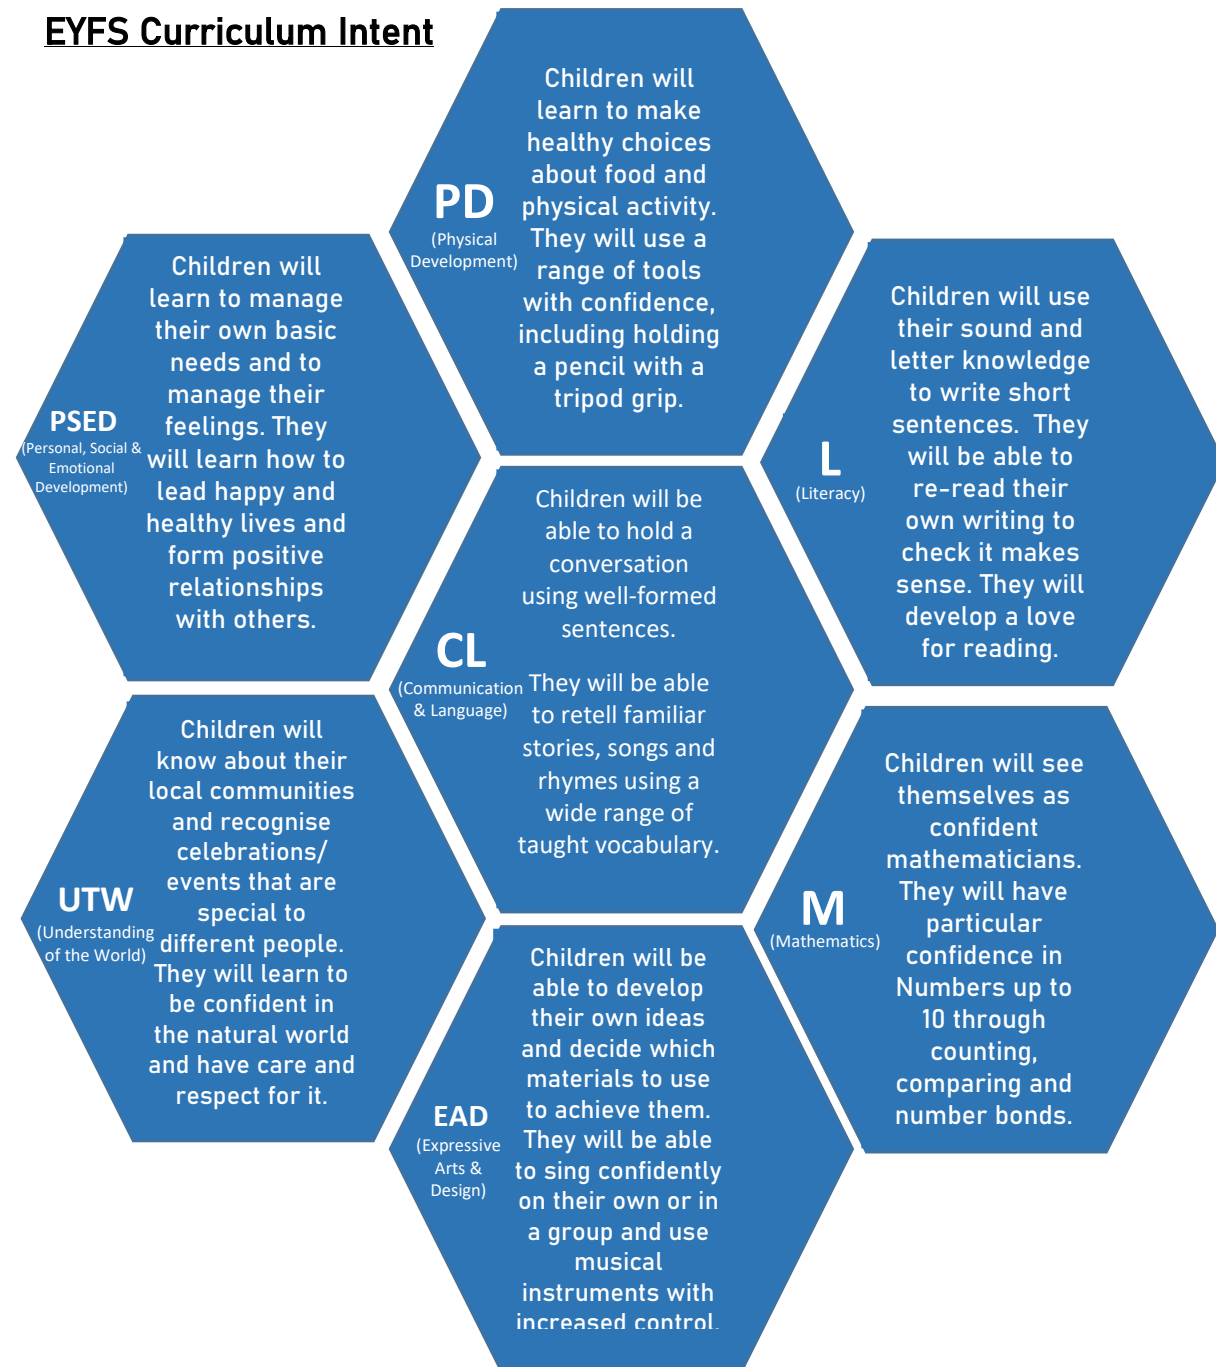 EYFS Curriculum Intent
PD
(Physical
Development)
Children will
learn to make
healthy choices
about food and
physical activity.
They will use a
range of tools
with confidence,
including holding
a pencil with a
tripod grip.
PSED
(Personal, Social &
Emotional
Development)
Children will
learn to manage
their own basic
needs and to
manage their
feelings. They
will learn how to
lead happy and
healthy lives and
form positive
relationships
with others.
L
(Literacy)
Children will use
their sound and
letter knowledge
to write short
sentences.  They
will be able to
re-read their
own writing to
check it makes
sense. They will
develop a love
for reading.
CL
(Communication
& Language)
Children will be
able to hold a
conversation
using well-formed
sentences.
They will be able
to retell familiar
stories, songs and
rhymes using a
wide range of
taught vocabulary.
UTW
(Understanding
of the World)
Children will
know about their
local communities
and recognise
celebrations/
events that are
special to
different people.
They will learn to
be confident in
the natural world
and have care and
respect for it.
M
(Mathematics)
Children will see
themselves as
confident
mathematicians.
They will have
particular
confidence in
Numbers up to
10 through
counting,
comparing and
number bonds.
EAD
(Expressive
Arts &
Design)
Children will be
able to develop
their own ideas
and decide which
materials to use
to achieve them.
They will be able
to sing confidently
on their own or in
a group and use
musical
instruments with
increased control.